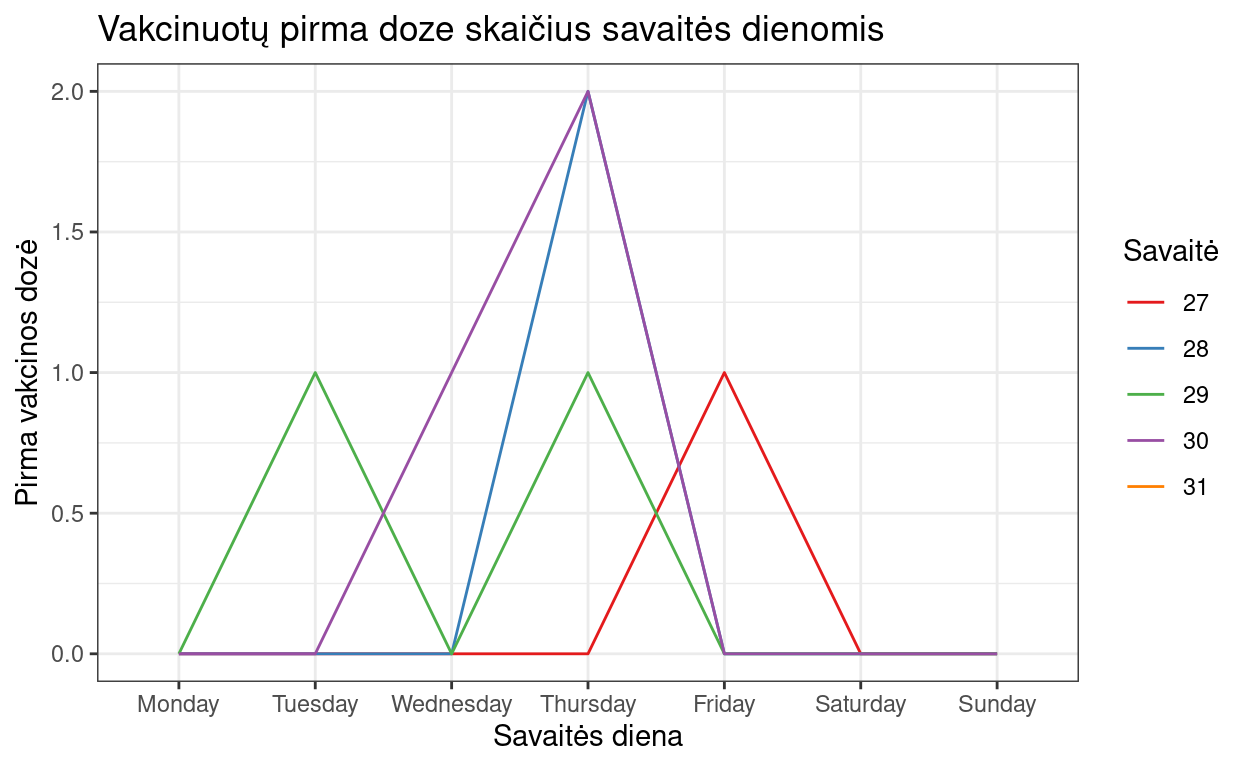 Vakcinuotų pirma doze skaičius savaitės dienomis
Pirma vakcinos dozė
2.0
1.5
1.0
0.5
0.0
Monday Tuesday Wednesday Thursday Friday Saturday Sunday
Savaitės diena
Savaitė
27
28
29
30
31